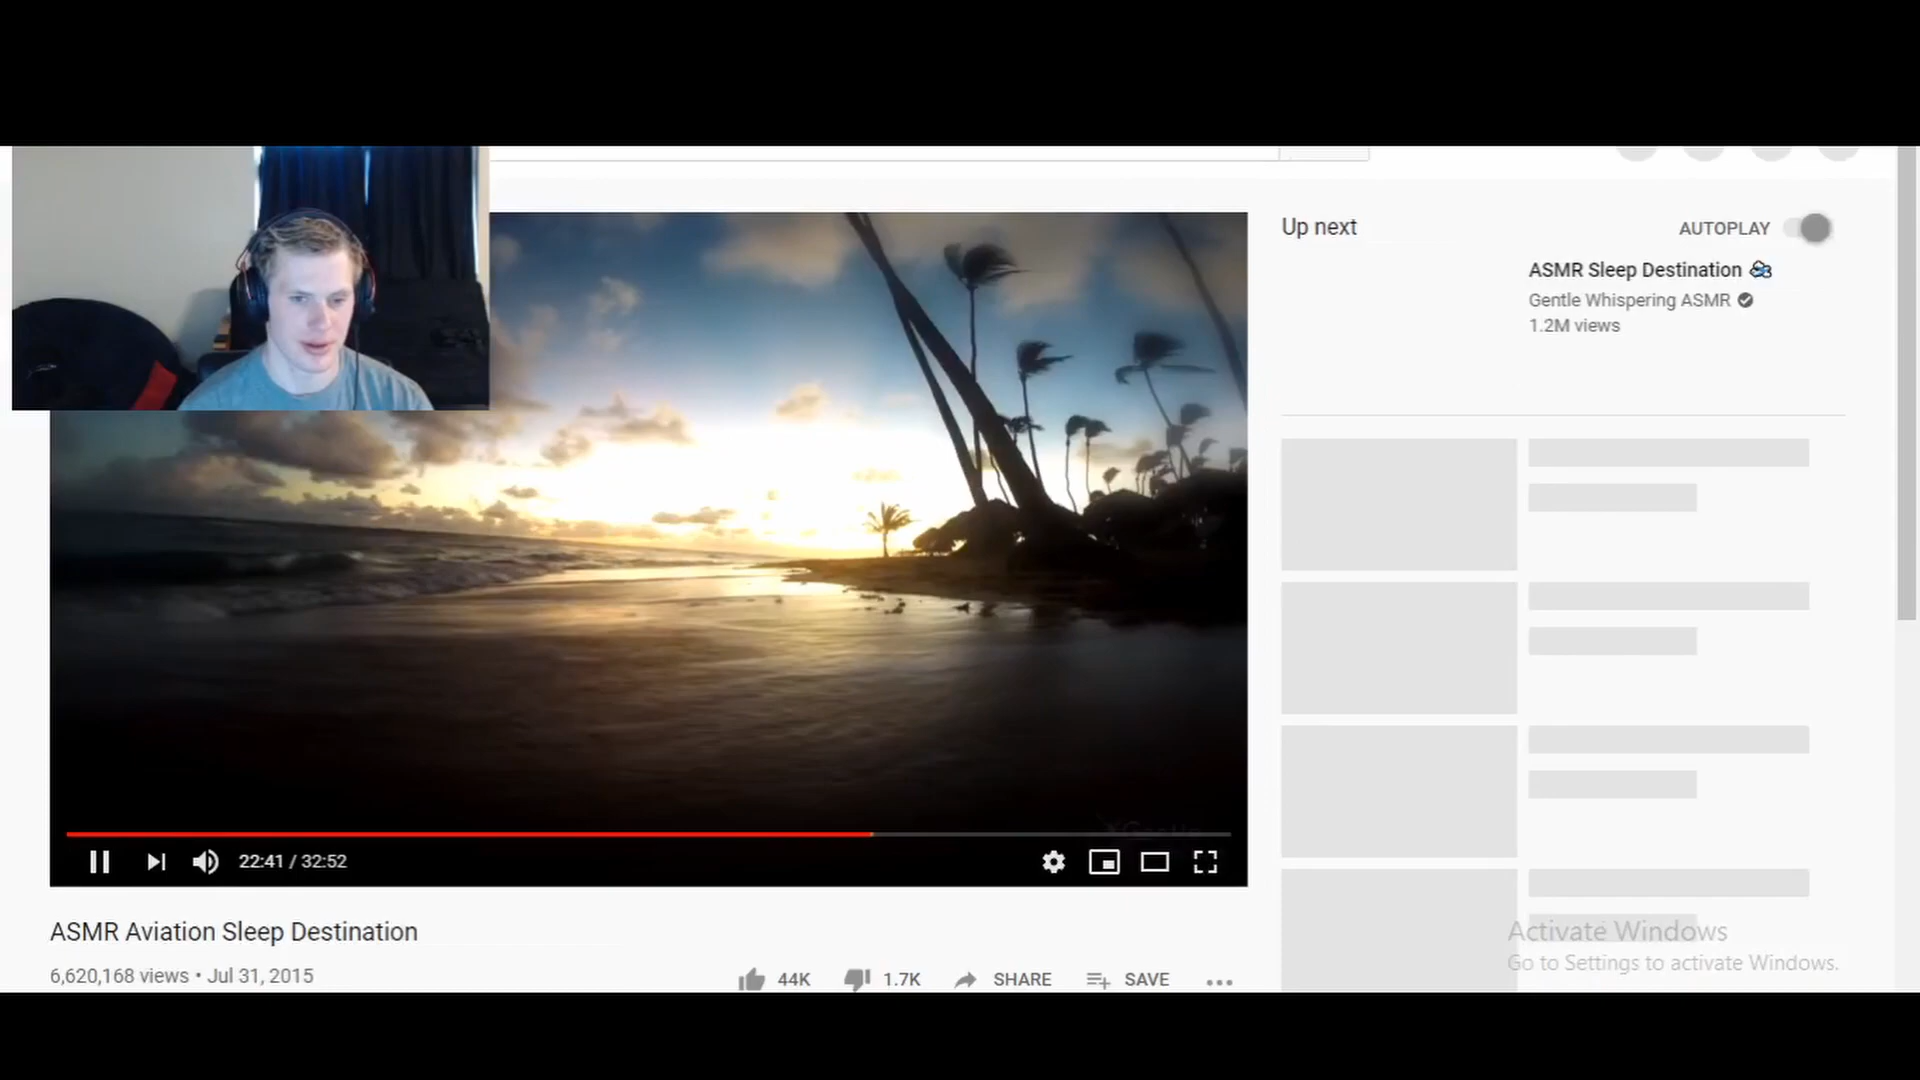 Up next
AUTOPLAY
ASMR Sleep Destination
Gentle Whispering ASMR
1.2M views
22:41 / 32:52
ASMR Aviation Sleep Destination
6,620,168 views • Jul 31, 2015
44K
1.7K
SHARE
SAVE
Activate Windows
Go to Settings to activate Windows.